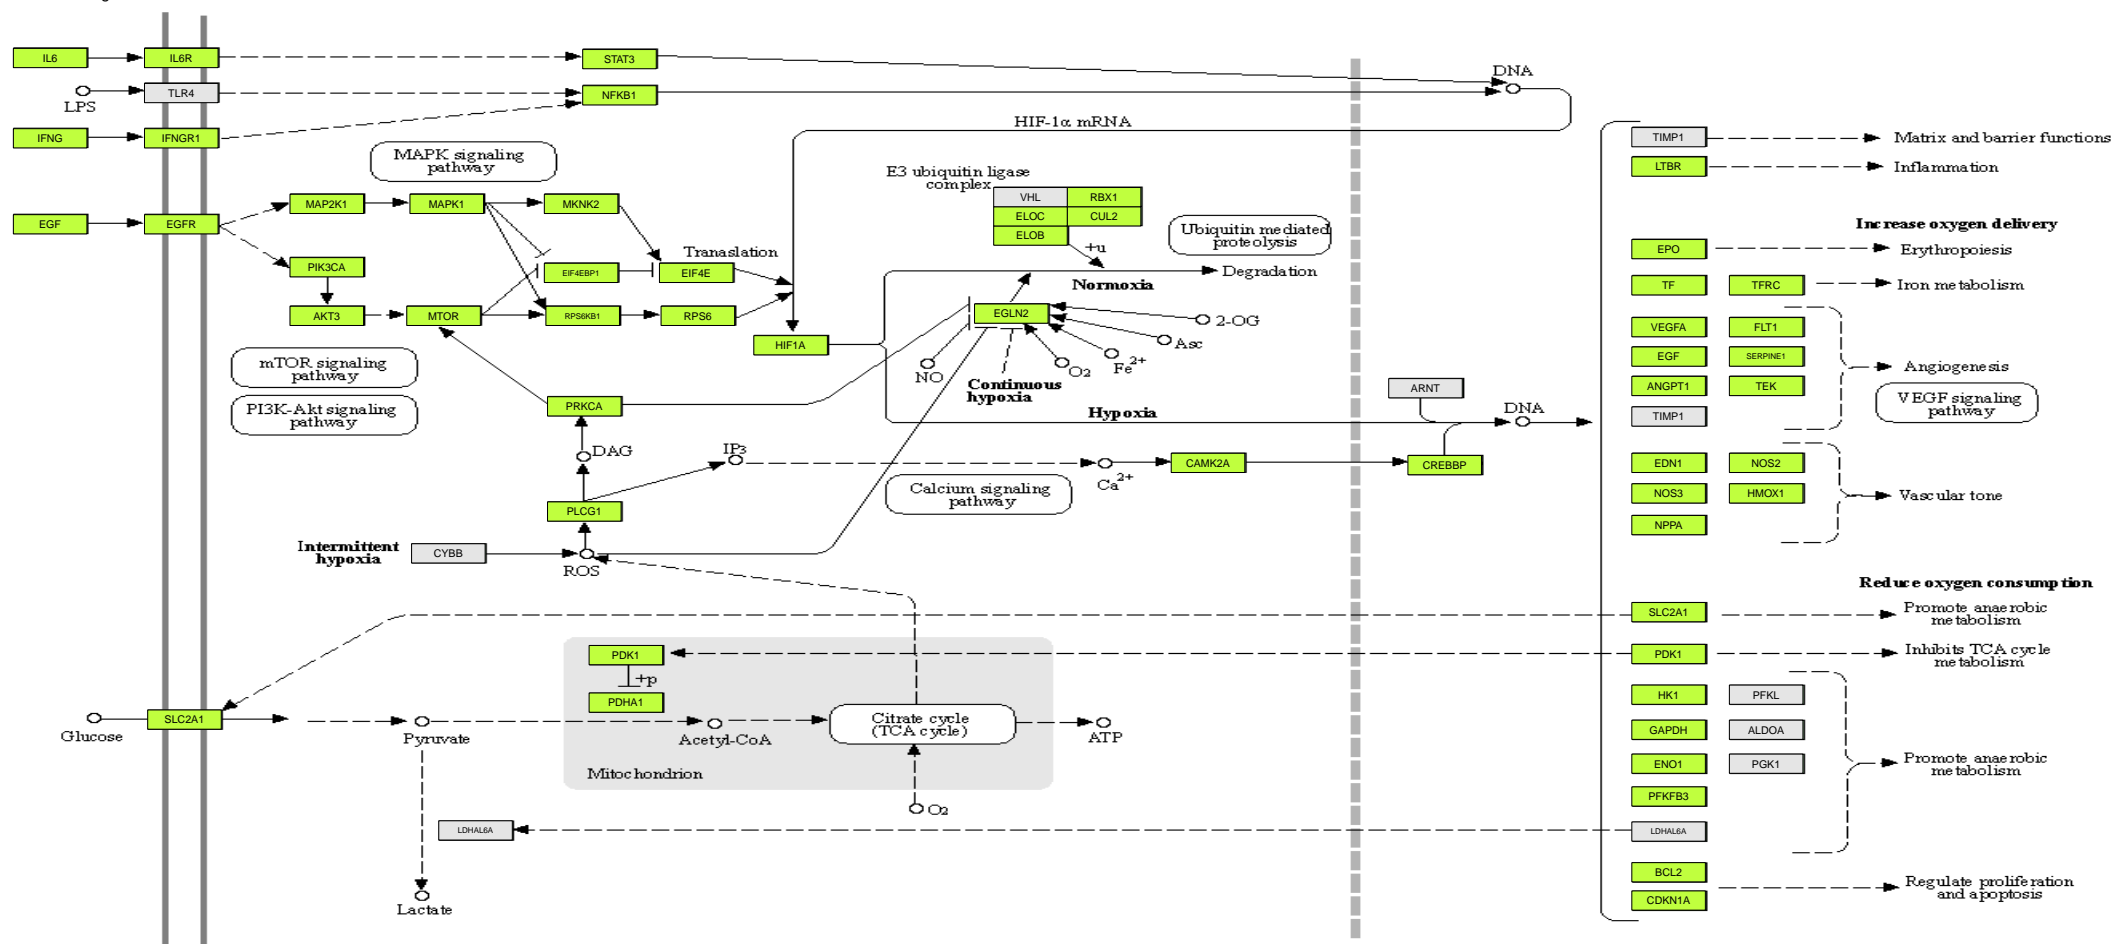 IL6
IL6R
STAT3
LPS
TLR4
NFKB1
DNA
IFNG
IFNGR1
HIF-1α mRNA
MAPK signaling
pathway
EGF
EGFR
MAP2K1
MAPK1
MKNK2
PIK3CA
Tranaslation
EIF4EBP1
EIF4E
AKT3
MTOR
RPS6KB1
RPS6
HIF1A
mTOR signaling
pathway
PI3K-Akt signaling
pathway
E3 ubiquitin ligase
complex
VHL
RBX1
ELOC
CUL2
ELOB
+u
Ubiquitin mediated
proteolysis
Degradation
Normoxia
EGLN2
2-OG
Asc
Fe2+
O2
NO
Continuous
hypoxia
Hypoxia
ARNT
DNA
PRKCA
DAG
IP3
Ca2+
CAMK2A
CREBBP
Calcium signaling
pathway
PLCG1
Intermittent
hypoxia
CYBB
ROS
PDK1
+p
PDHA1
Glucose
SLC2A1
Pyruvate
Acetyl-CoA
Citrate cycle
(TCA cycle)
ATP
Mitochondrion
O2
LDHAL6A
Lactate
TIMP1
Matrix and barrier functions
LTBR
Inflammation
Increase oxygen delivery
EPO
Erythropoiesis
TF
TFRC
Iron metabolism
VEGFA
FLT1
EGF
SERPINE1
Angiogenesis
ANGPT1
TEK
VEGF signaling
pathway
TIMP1
EDN1
NOS2
NOS3
HMOX1
Vascular tone
NPPA
Reduce oxygen consumption
SLC2A1
Promote anaerobic
metabolism
PDK1
Inhibits TCA cycle
metabolism
HK1
PFKL
GAPDH
ALDOA
ENO1
PGK1
Promote anaerobic
metabolism
PFKFB3
LDHAL6A
BCL2
CDKN1A
Regulate proliferation
and apoptosis